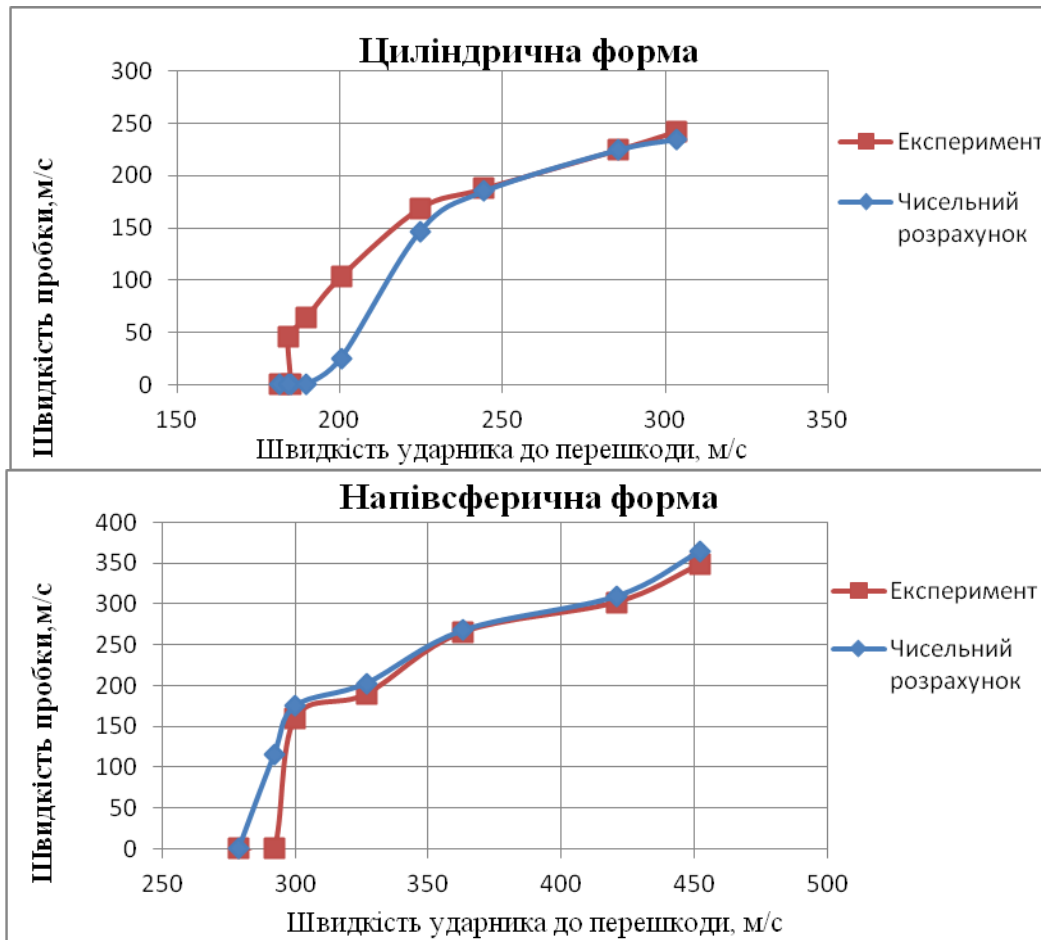 Циліндрична форма
300
250
200
150
100
50
0
150 200 250 300 350
Швидкість пробки,м/с
Швидкість ударника до перешкоди, м/с
Експеримент
Чисельний
розрахунок
Напівсферична форма
400
350
300
250
200
150
100
50
0
250 300 350 400 450 500
Швидкість пробки,м/с
Швидкість ударника до перешкоди, м/с
Експеримент
Чисельний
розрахунок